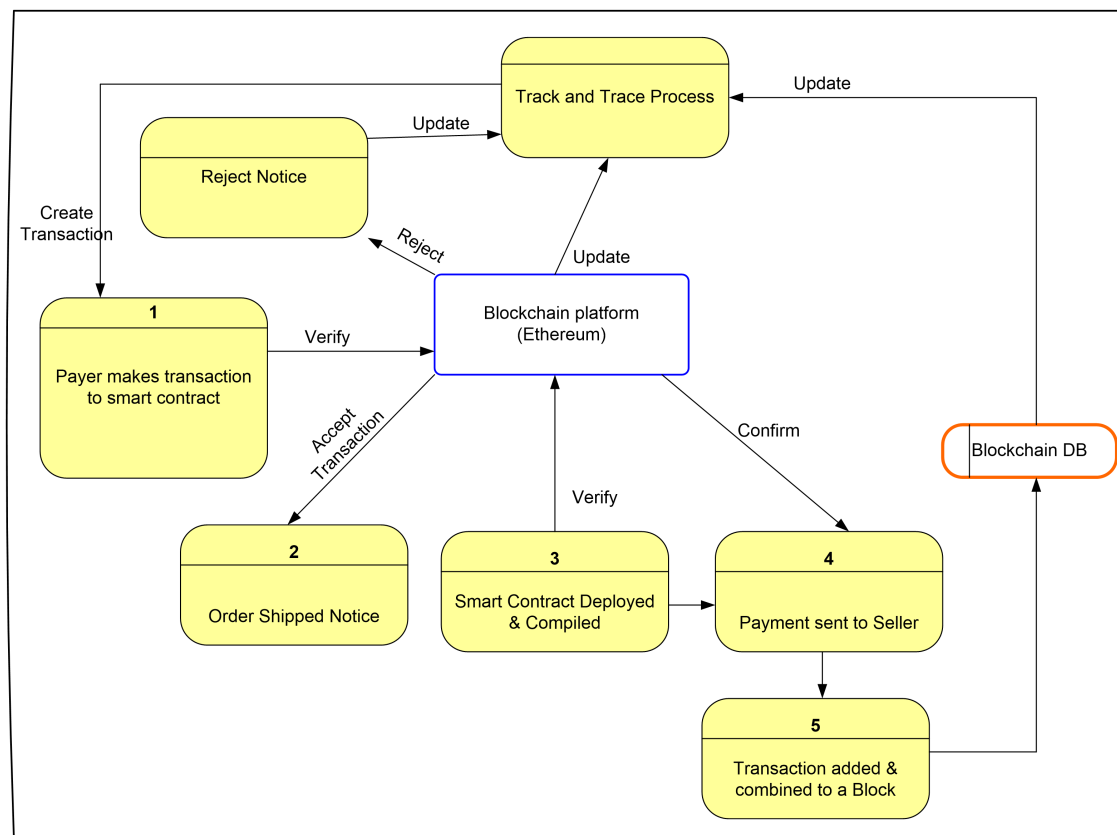 Track and Trace Process
Update
Update
Reject Notice
Create
Transaction
Reject
Update
1
Payer makes transaction
to smart contract
Verify
Blockchain platform
(Ethereum)
Accept
Transaction
Confirm
Blockchain DB
Verify
2
Order Shipped Notice
3
Smart Contract Deployed
& Compiled
4
Payment sent to Seller
5
Transaction added &
combined to a Block